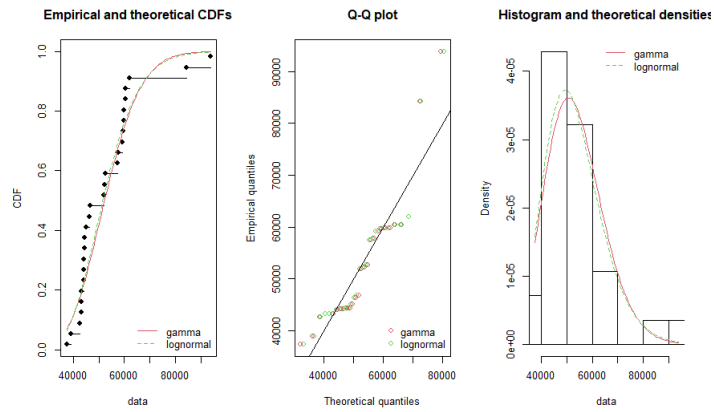 Empirical and theoretical CDFs
CDF
0.0 0.2 0.4 0.6 0.8 1.0
gamma
lognormal
40000 60000 80000
data
Q-Q plot
Empirical quantiles
40000 50000 60000 70000 80000 90000
gamma
lognormal
40000 60000 80000
Theoretical quantiles
Histogram and theoretical densities
Density
0e+00 1e-05 2e-05 3e-05 4e-05
gamma
lognormal
40000 60000 80000
data